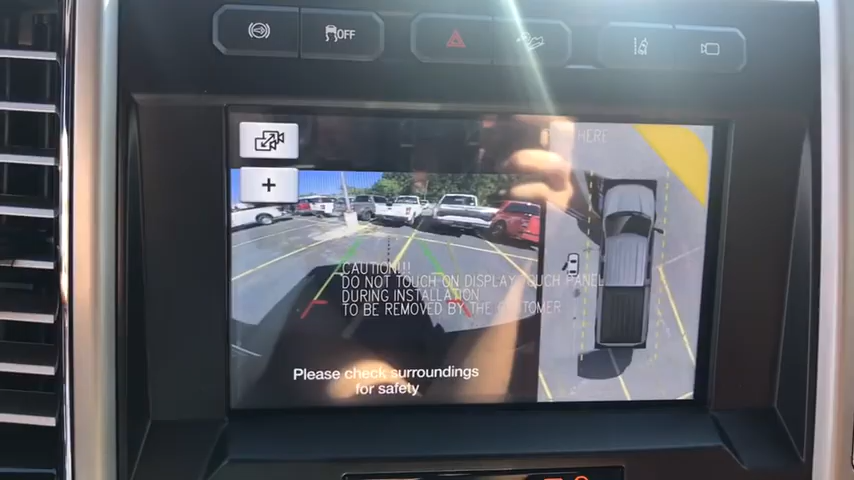 OFF
HERE
CAUTION!!!
DO NOT TOUCH ON DISPLAY TOUCH PANEL
DURING INSTALLATION
TO BE REMOVED BY THE CUSTOMER
Please check surroundings
for safety